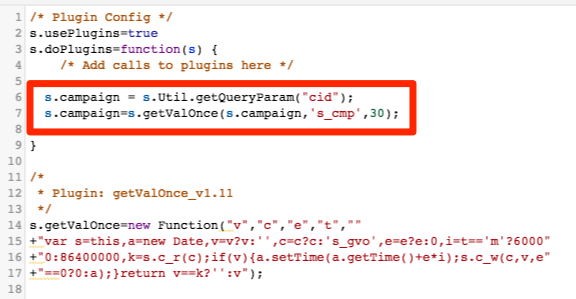 1 /* Plugin Config */
2 s.usePlugins=true
3 s.doPlugins=function(s) {
4 /* Add calls to plugins here */
5
6 s.campaign = s.Util.getQueryParam("cid");
7 s.campaign=s.getValOnce(s.campaign,'s_cmp',30);
8
9 }
10
11 /*
12 * Plugin: getValOnce_v1.11
13 */
14 s.getValOnce=new Function("v","c","e","t",""
15 +"var s=this,a=new Date,v=v?v:'',c=c?c:'s_gvo',e=e?e:0,i=t=='m'?6000"
16 +"0:86400000,k=s.c_r(c);if(v){a.setTime(a.getTime()+e*i);s.c_w(c,v,e"
17 +"==0?0:a);}return v==k?'':v");
18